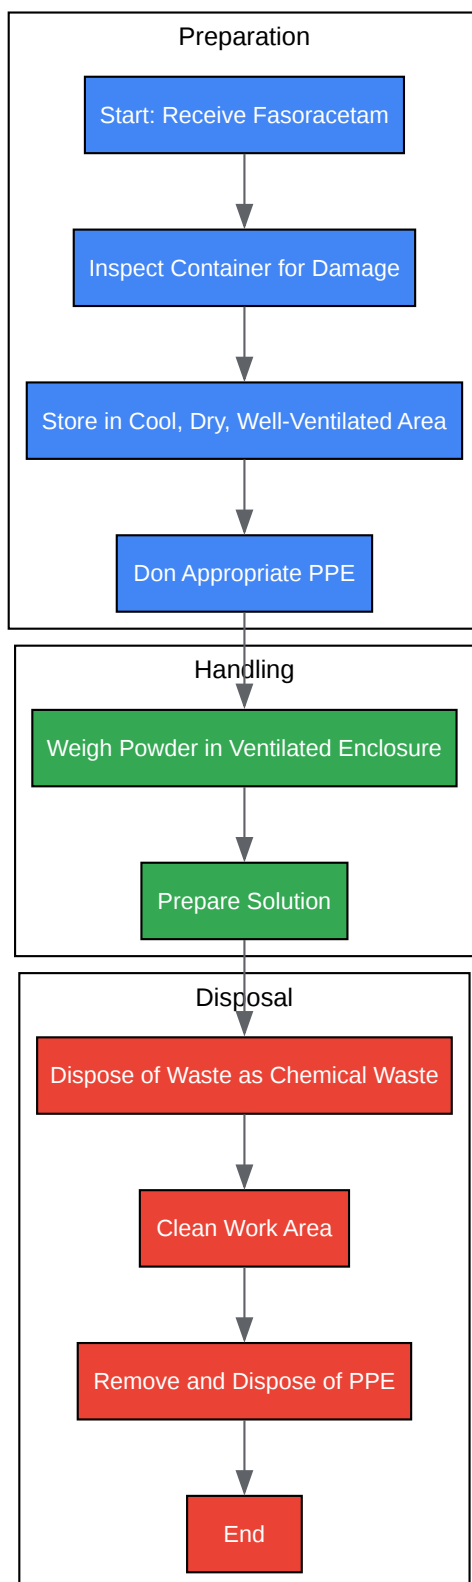 Preparation
Start: Receive Fasoracetam
Inspect Container for Damage
Store in Cool, Dry, Well-Ventilated Area
Don Appropriate PPE
Handling
Weigh Powder in Ventilated Enclosure
Prepare Solution
Disposal
Dispose of Waste as Chemical Waste
Clean Work Area
Remove and Dispose of PPE
End